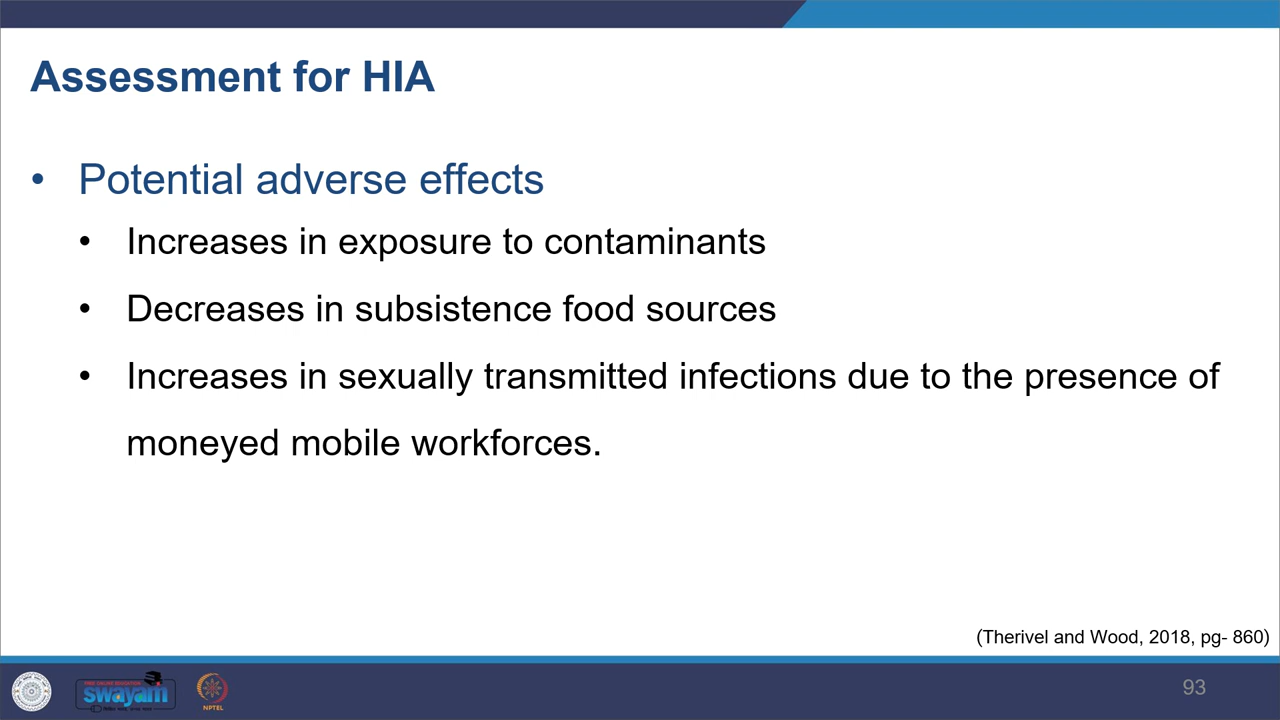 Assessment for HIA
• Potential adverse effects
• Increases in exposure to contaminants
• Decreases in subsistence food sources
• Increases in sexually transmitted infections due to the presence of
moneyed mobile workforces.
(Therivel and Wood, 2018, pg- 860)
swayam
NPTEL
93